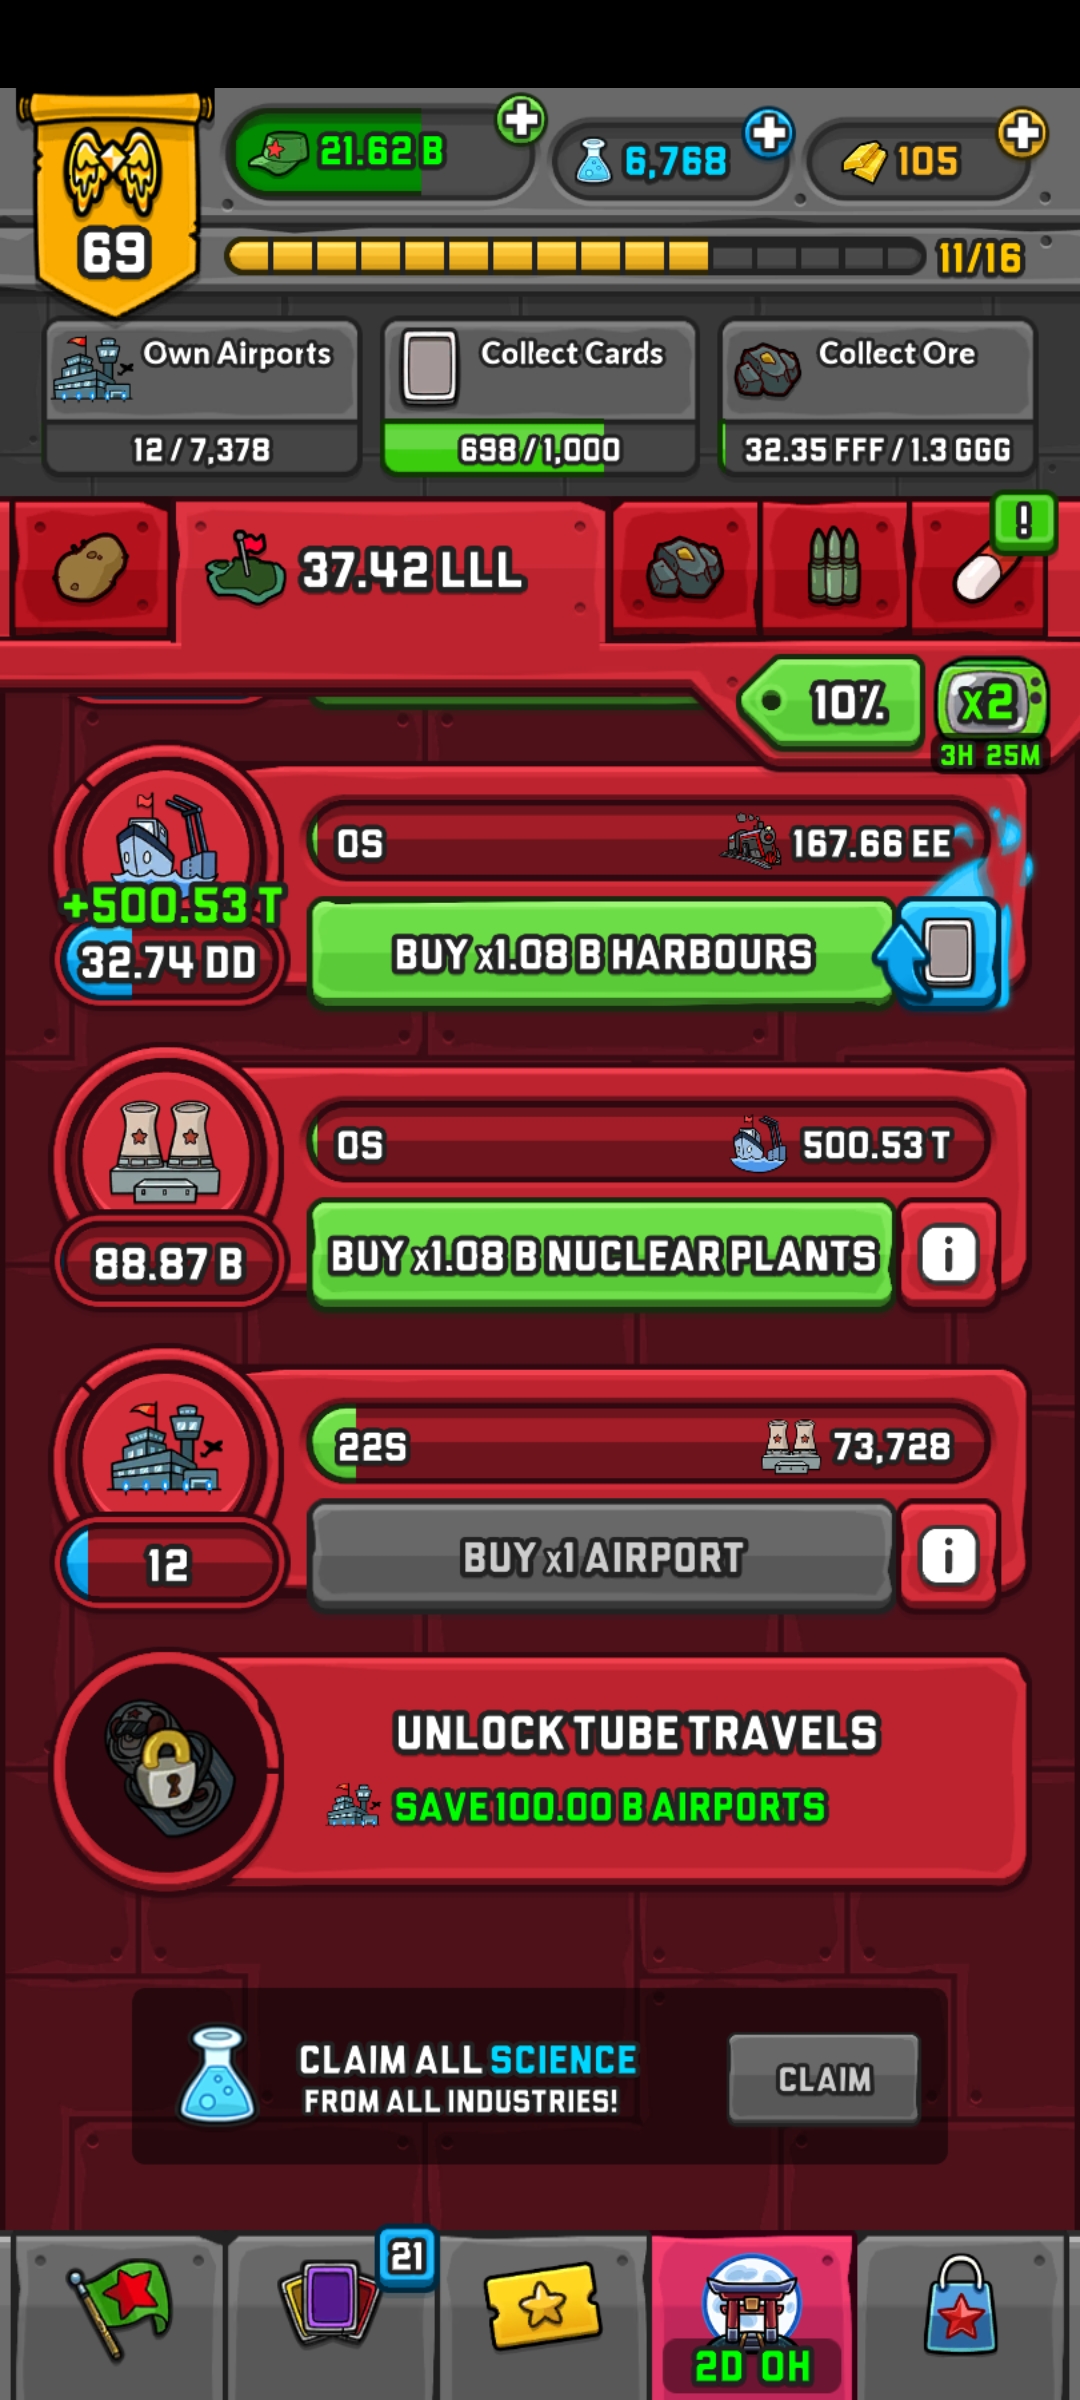 21.62 B
6,768
105
69
11/16
Own Airports
12 / 7,378
Collect Cards
698 / 1,000
Collect Ore
32.35 FFF / 1.3 GGG
37.42 LLL
!
10%
x2
3H 25M
0S
167.66 EE
+500.53 T
32.74 DD
BUY x1.08 B HARBOURS
0S
500.53 T
88.87 B
BUY x1.08 B NUCLEAR PLANTS
i
22S
73,728
12
BUY x1 AIRPORT
i
UNLOCK TUBE TRAVELS
SAVE 100.00 B AIRPORTS
CLAIM ALL SCIENCE
FROM ALL INDUSTRIES!
CLAIM
21
2D 0H